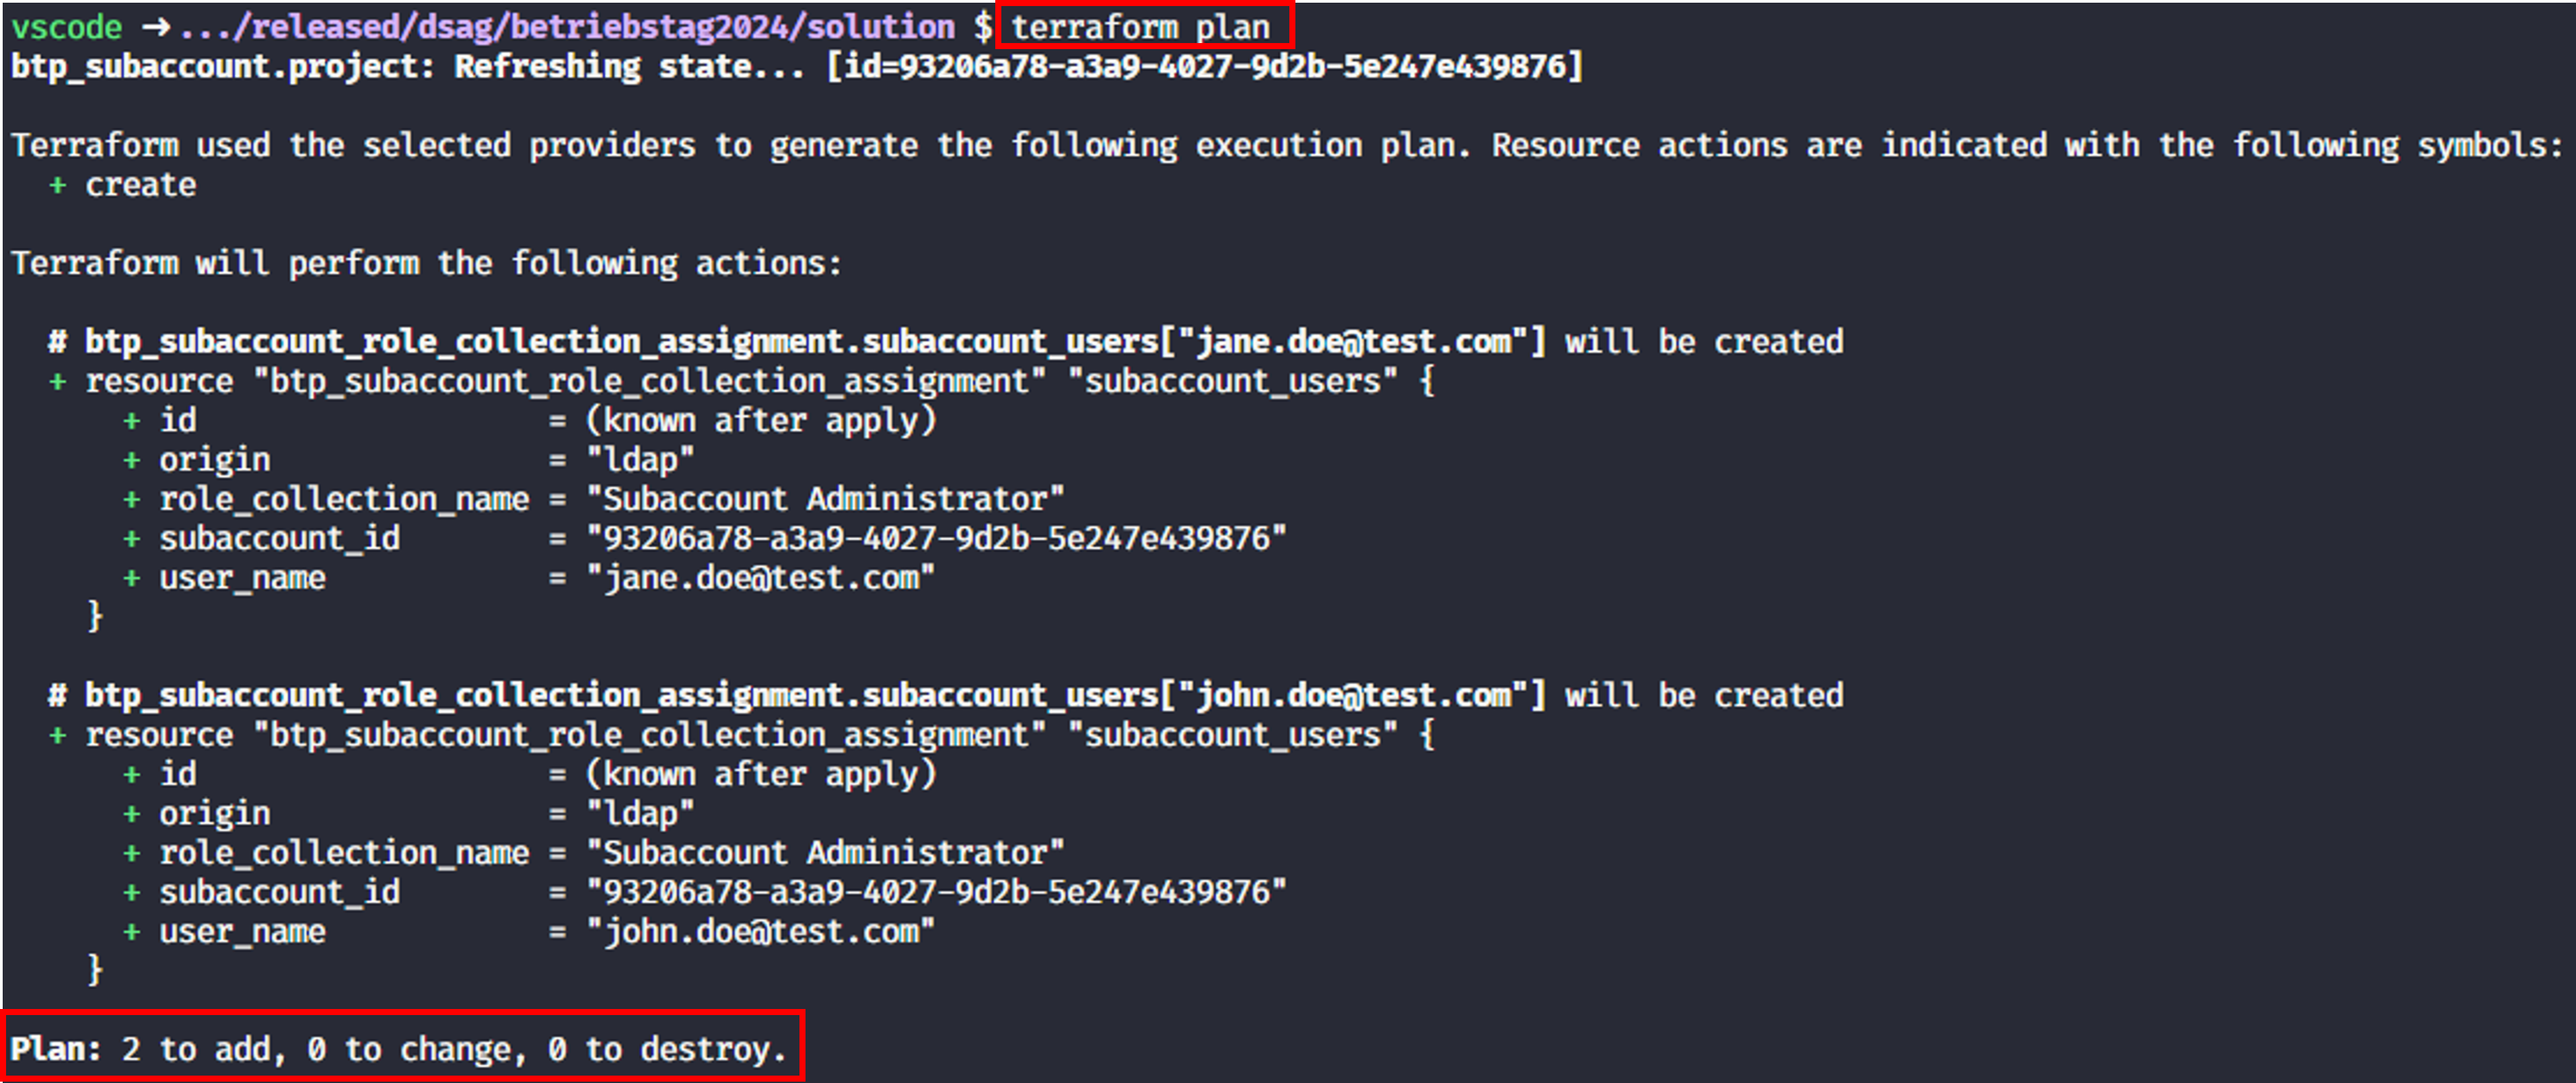 vscode ➜ .../released/dsag/betriebstag2024/solution $ terraform plan
btp_subaccount.project: Refreshing state... [id=93206a78-a3a9-4027-9d2b-5e247e439876]
Terraform used the selected providers to generate the following execution plan. Resource actions are indicated with the following symbols:
+ create
Terraform will perform the following actions:
# btp_subaccount_role_collection_assignment.subaccount_users["jane.doe@test.com"] will be created
+ resource "btp_subaccount_role_collection_assignment" "subaccount_users" {
+ id = (known after apply)
+ origin = "ldap"
+ role_collection_name = "Subaccount Administrator"
+ subaccount_id = "93206a78-a3a9-4027-9d2b-5e247e439876"
+ user_name = "jane.doe@test.com"
}
# btp_subaccount_role_collection_assignment.subaccount_users["john.doe@test.com"] will be created
+ resource "btp_subaccount_role_collection_assignment" "subaccount_users" {
+ id = (known after apply)
+ origin = "ldap"
+ role_collection_name = "Subaccount Administrator"
+ subaccount_id = "93206a78-a3a9-4027-9d2b-5e247e439876"
+ user_name = "john.doe@test.com"
}
Plan: 2 to add, 0 to change, 0 to destroy.